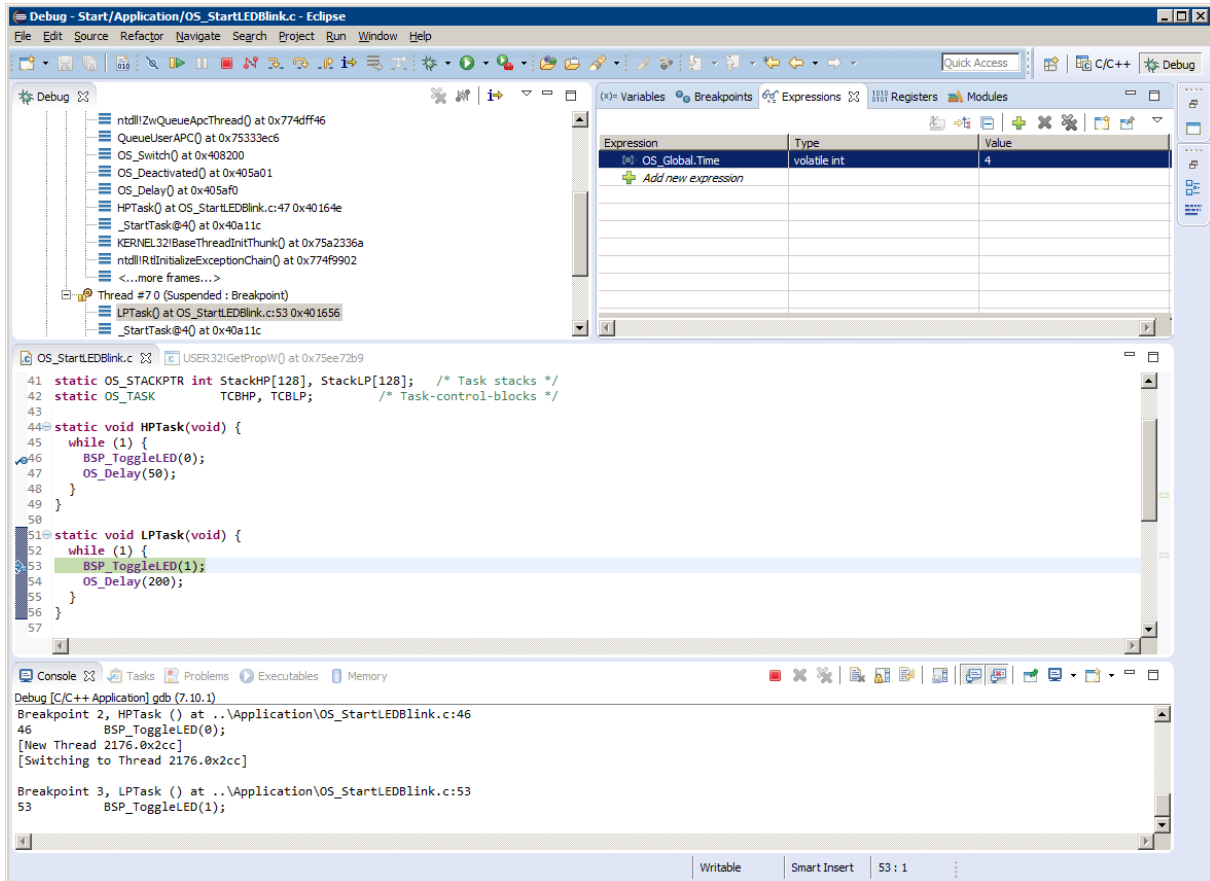 Debug - Start/Application/OS_StartLEDBlink.c - Eclipse
File Edit Source Refactor Navigate Search Project Run Window Help
Quick Access C/C++ Debug
Debug
ntdll!ZwQueueApcThread() at 0x774dff46
QueueUserAPC() at 0x75333ec6
OS_Switch() at 0x408200
OS_Deactivated() at 0x405a01
OS_Delay() at 0x405af0
HPTask() at OS_StartLEDBlink.c:47 0x40164e
_StartTask@4() at 0x40a11c
KERNEL32!BaseThreadInitThunk() at 0x75a2336a
ntdll!RtlInitializeExceptionChain() at 0x774f9902
<...more frames...>
Thread #7 0 (Suspended : Breakpoint)
LPTask() at OS_StartLEDBlink.c:53 0x401656
_StartTask@4() at 0x40a11c
(x)= Variables Breakpoints Expressions Registers Modules
Expression Type Value
OS_Global.Time volatile int 4
Add new expression
OS_StartLEDBlink.c USER32!GetPropW() at 0x75ee72b9
41 static OS_STACKPTR int StackHP[128], StackLP[128]; /* Task stacks */
42 static OS_TASK TCBHP, TCBLP; /* Task-control-blocks */
43
44 static void HPTask(void) {
45 while (1) {
46 BSP_ToggleLED(0);
47 OS_Delay(50);
48 }
49 }
50
51 static void LPTask(void) {
52 while (1) {
53 BSP_ToggleLED(1);
54 OS_Delay(200);
55 }
56 }
57
Console Tasks Problems Executables Memory
Debug [C/C++ Application] gdb (7.10.1)
Breakpoint 2, HPTask () at ..\Application\OS_StartLEDBlink.c:46
46 BSP_ToggleLED(0);
[New Thread 2176.0x2cc]
[Switching to Thread 2176.0x2cc]
Breakpoint 3, LPTask () at ..\Application\OS_StartLEDBlink.c:53
53 BSP_ToggleLED(1);
Writable Smart Insert 53 : 1